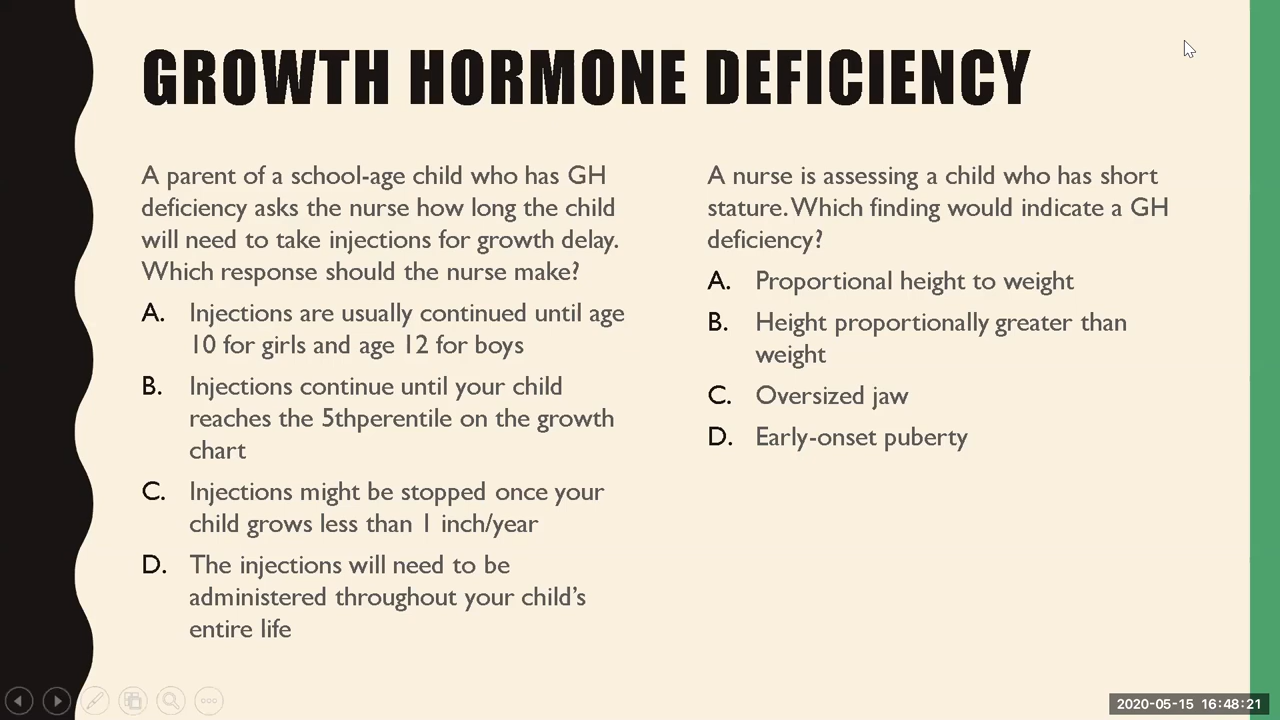 GROWTH HORMONE DEFICIENCY
A parent of a school-age child who has GH
deficiency asks the nurse how long the child
will need to take injections for growth delay.
Which response should the nurse make?
A. Injections are usually continued until age
10 for girls and age 12 for boys
B. Injections continue until your child
reaches the 5thperentile on the growth
chart
C. Injections might be stopped once your
child grows less than 1 inch/year
D. The injections will need to be
administered throughout your child's
entire life
A nurse is assessing a child who has short
stature. Which finding would indicate a GH
deficiency?
A. Proportional height to weight
B. Height proportionally greater than
weight
C. Oversized jaw
D. Early-onset puberty
2020-05-15 16:48:21